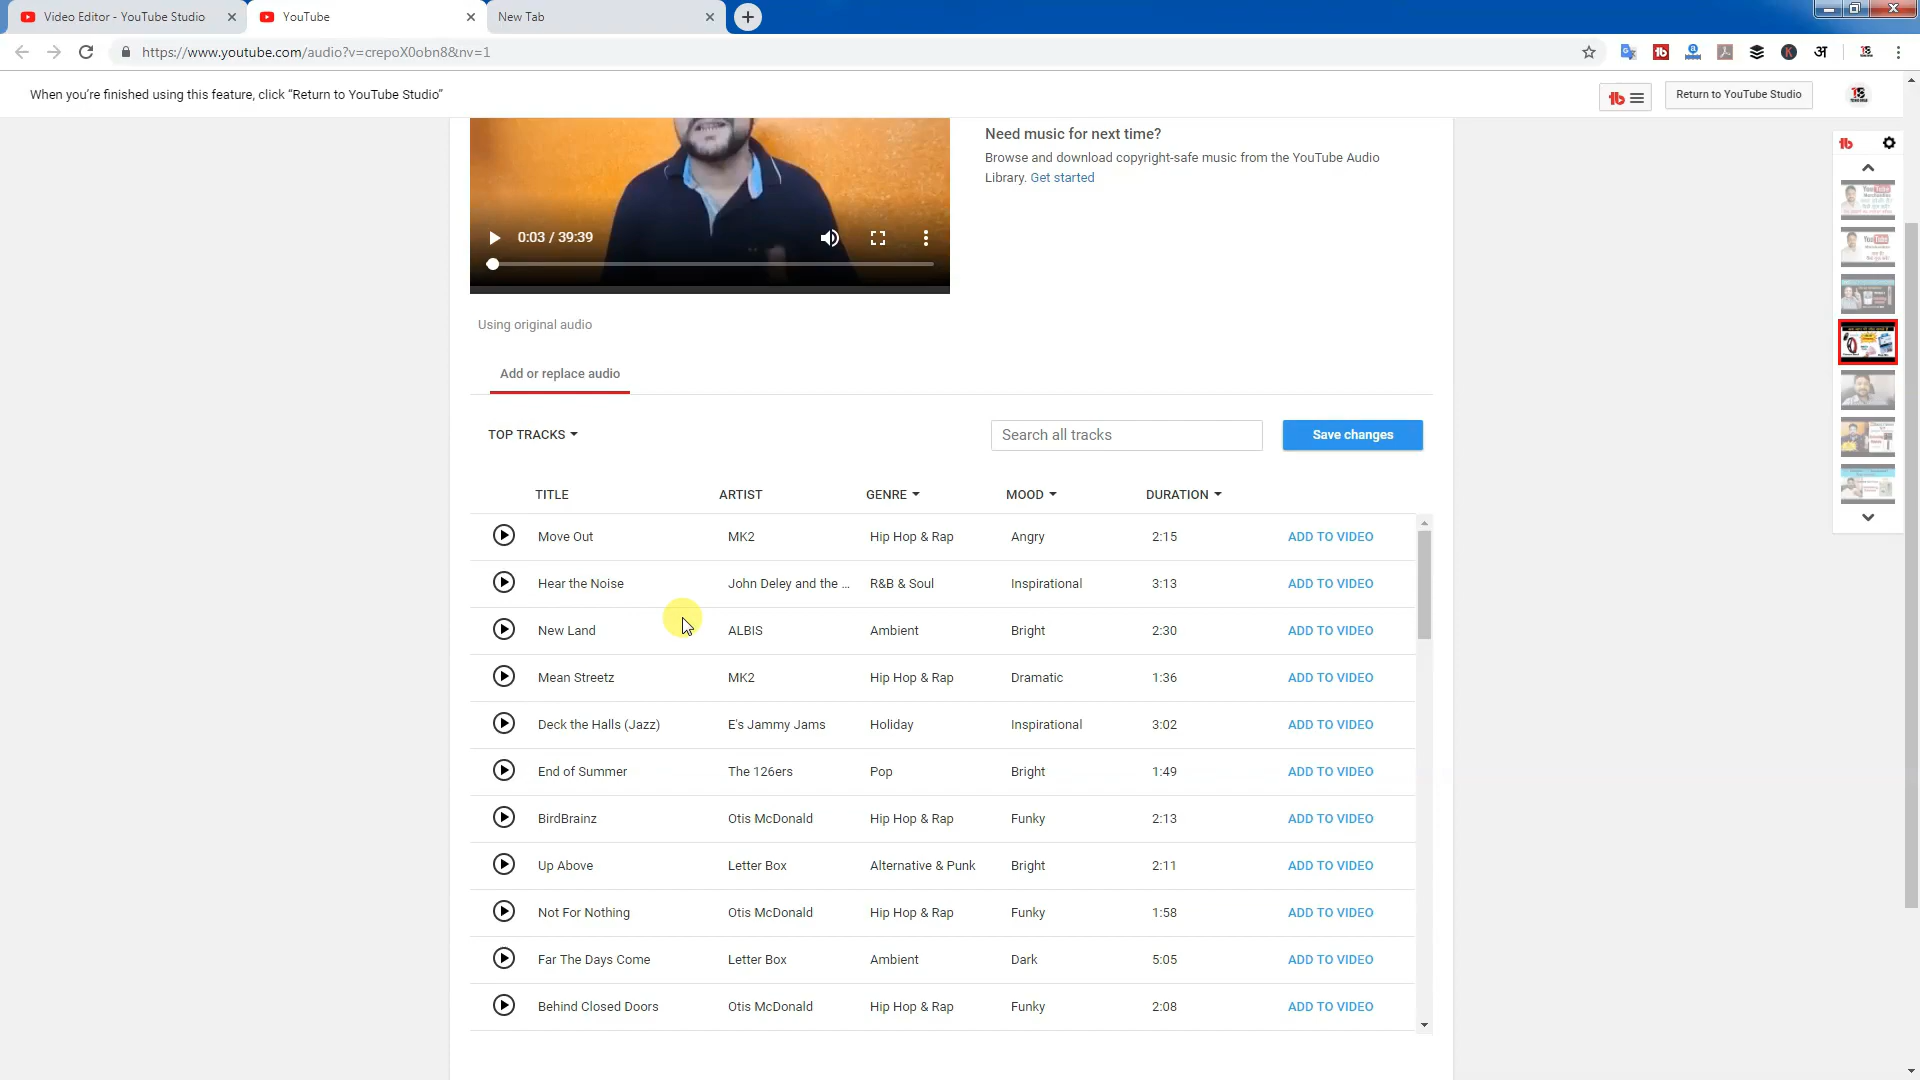 Video Editor - YouTube Studio
YouTube
New Tab
https://www.youtube.com/audio?v=crepoX0obn8&nv=1
अ
When you’re finished using this feature, click “Return to YouTube Studio”
Return to YouTube Studio
Need music for next time?
Browse and download copyright-safe music from the YouTube Audio
Library. Get started
0:03 / 39:39
Using original audio
Add or replace audio
TOP TRACKS
Search all tracks
Save changes
TITLE ARTIST GENRE MOOD DURATION
Move Out MK2 Hip Hop & Rap Angry 2:15 ADD TO VIDEO
Hear the Noise John Deley and the ... R&B & Soul Inspirational 3:13 ADD TO VIDEO
New Land ALBIS Ambient Bright 2:30 ADD TO VIDEO
Mean Streetz MK2 Hip Hop & Rap Dramatic 1:36 ADD TO VIDEO
Deck the Halls (Jazz) E's Jammy Jams Holiday Inspirational 3:02 ADD TO VIDEO
End of Summer The 126ers Pop Bright 1:49 ADD TO VIDEO
BirdBrainz Otis McDonald Hip Hop & Rap Funky 2:13 ADD TO VIDEO
Up Above Letter Box Alternative & Punk Bright 2:11 ADD TO VIDEO
Not For Nothing Otis McDonald Hip Hop & Rap Funky 1:58 ADD TO VIDEO
Far The Days Come Letter Box Ambient Dark 5:05 ADD TO VIDEO
Behind Closed Doors Otis McDonald Hip Hop & Rap Funky 2:08 ADD TO VIDEO